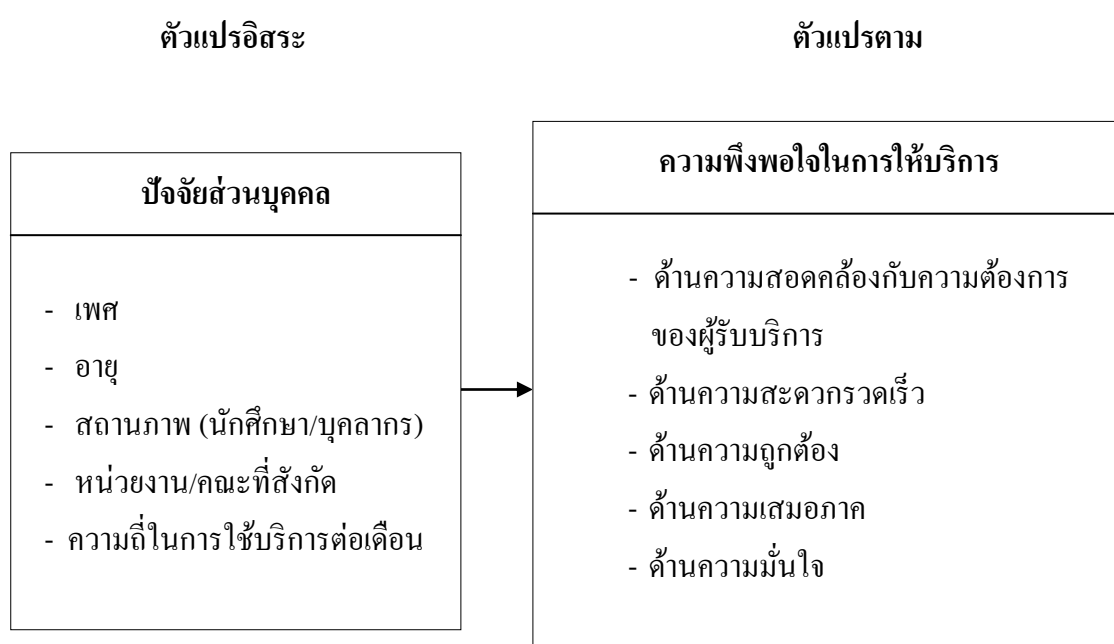 ตัวแปรอิสระ
ตัวแปรตาม
ปัจจัยส่วนบุคคล
- เพศ
- อายุ
- สถานภาพ (นักศึกษา/บุคลากร)
- หน่วยงาน/คณะที่สังกัด
- ความถี่ในการใช้บริการต่อเดือน
ความพึงพอใจในการให้บริการ
- ด้านความสอดคล้องกับความต้องการ
ของผู้รับบริการ
- ด้านความสะดวกรวดเร็ว
- ด้านความถูกต้อง
- ด้านความเสมอภาค
- ด้านความมั่นใจ